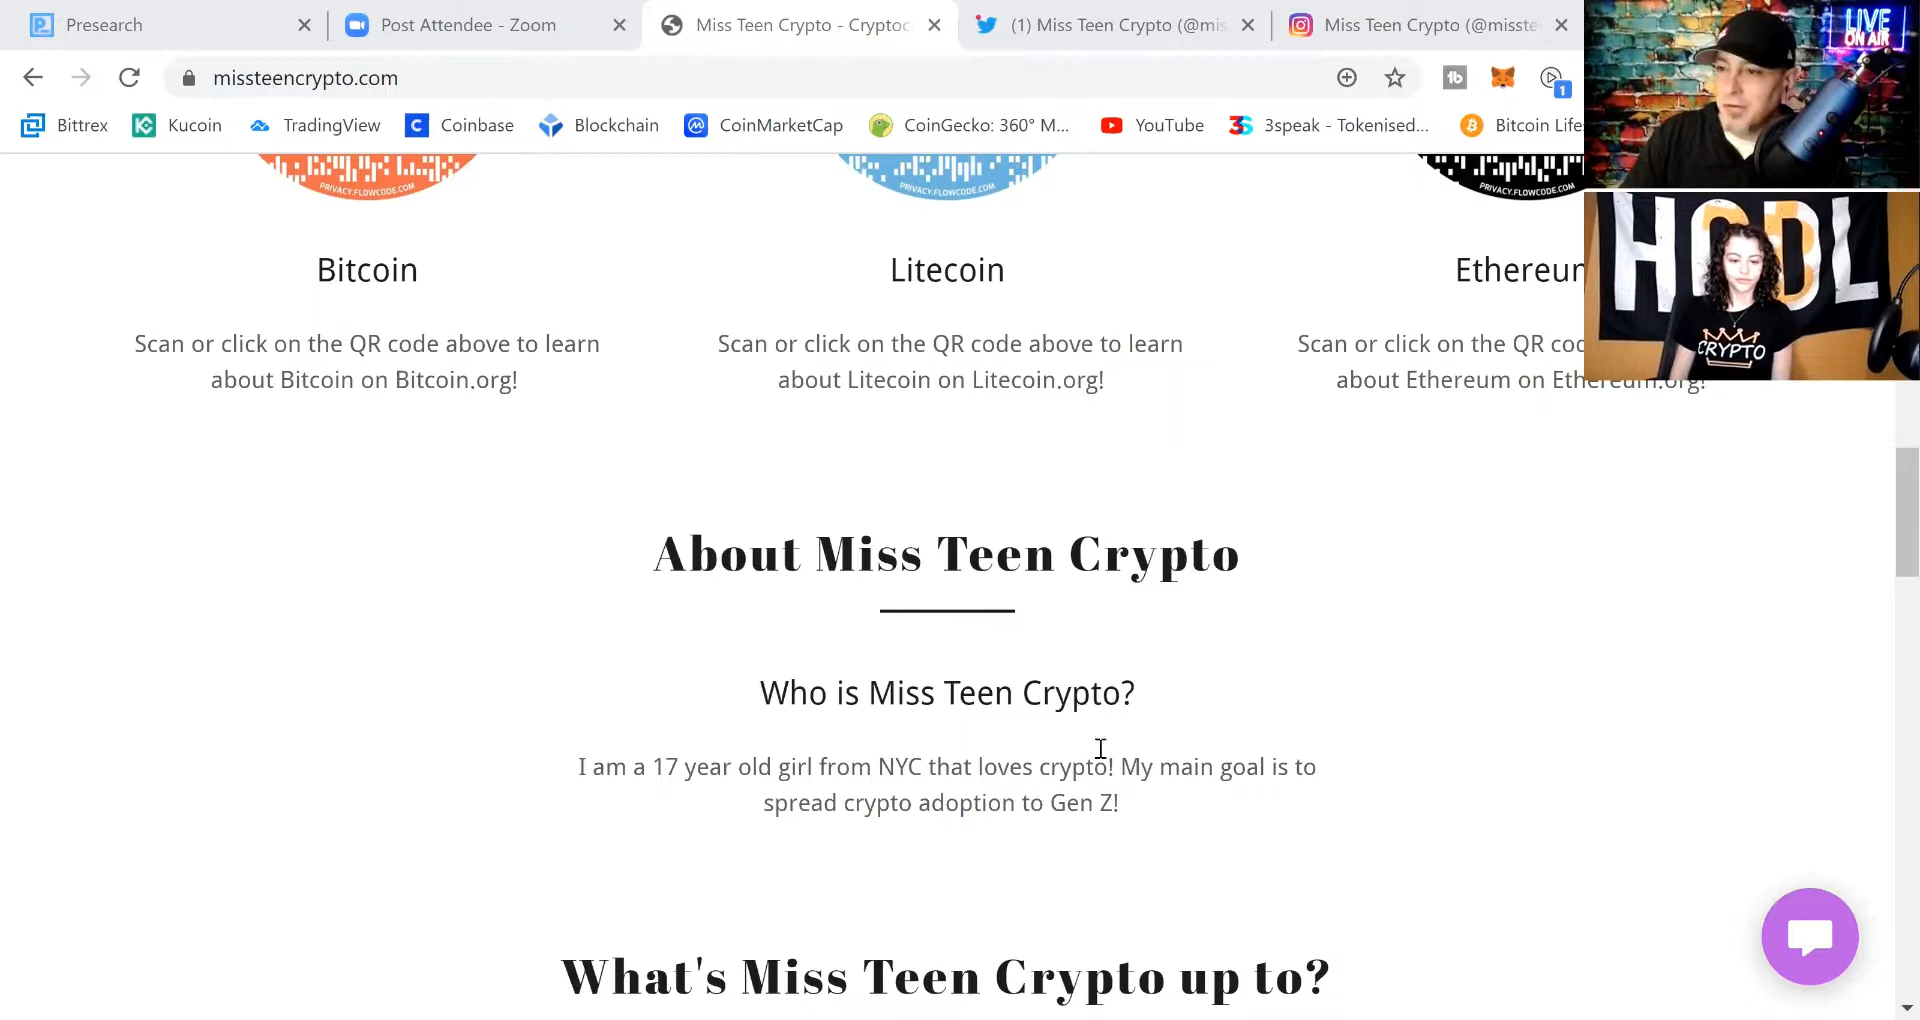 Presearch
Post Attendee - Zoom
Miss Teen Crypto - Cryptoc
(1) Miss Teen Crypto (@mis
Miss Teen Crypto (@misste
LIVE
ON AIR
missteencrypto.com
1
Bittrex
Kucoin
TradingView
Coinbase
Blockchain
CoinMarketCap
CoinGecko: 360° M...
YouTube
3speak - Tokenised...
Bitcoin Life
PRIVACY.FLOWCODE.COM
PRIVACY.FLOWCODE.COM
PRIVACY.FLOWCODE.COM
HODL
CRYPTO
Bitcoin
Litecoin
Ethereum
Scan or click on the QR code above to learn
about Bitcoin on Bitcoin.org!
Scan or click on the QR code above to learn
about Litecoin on Litecoin.org!
Scan or click on the QR cod
about Ethereum on Ethereum.org!
About Miss Teen Crypto
Who is Miss Teen Crypto?
I am a 17 year old girl from NYC that loves crypto! My main goal is to
spread crypto adoption to Gen Z!
What's Miss Teen Crypto up to?